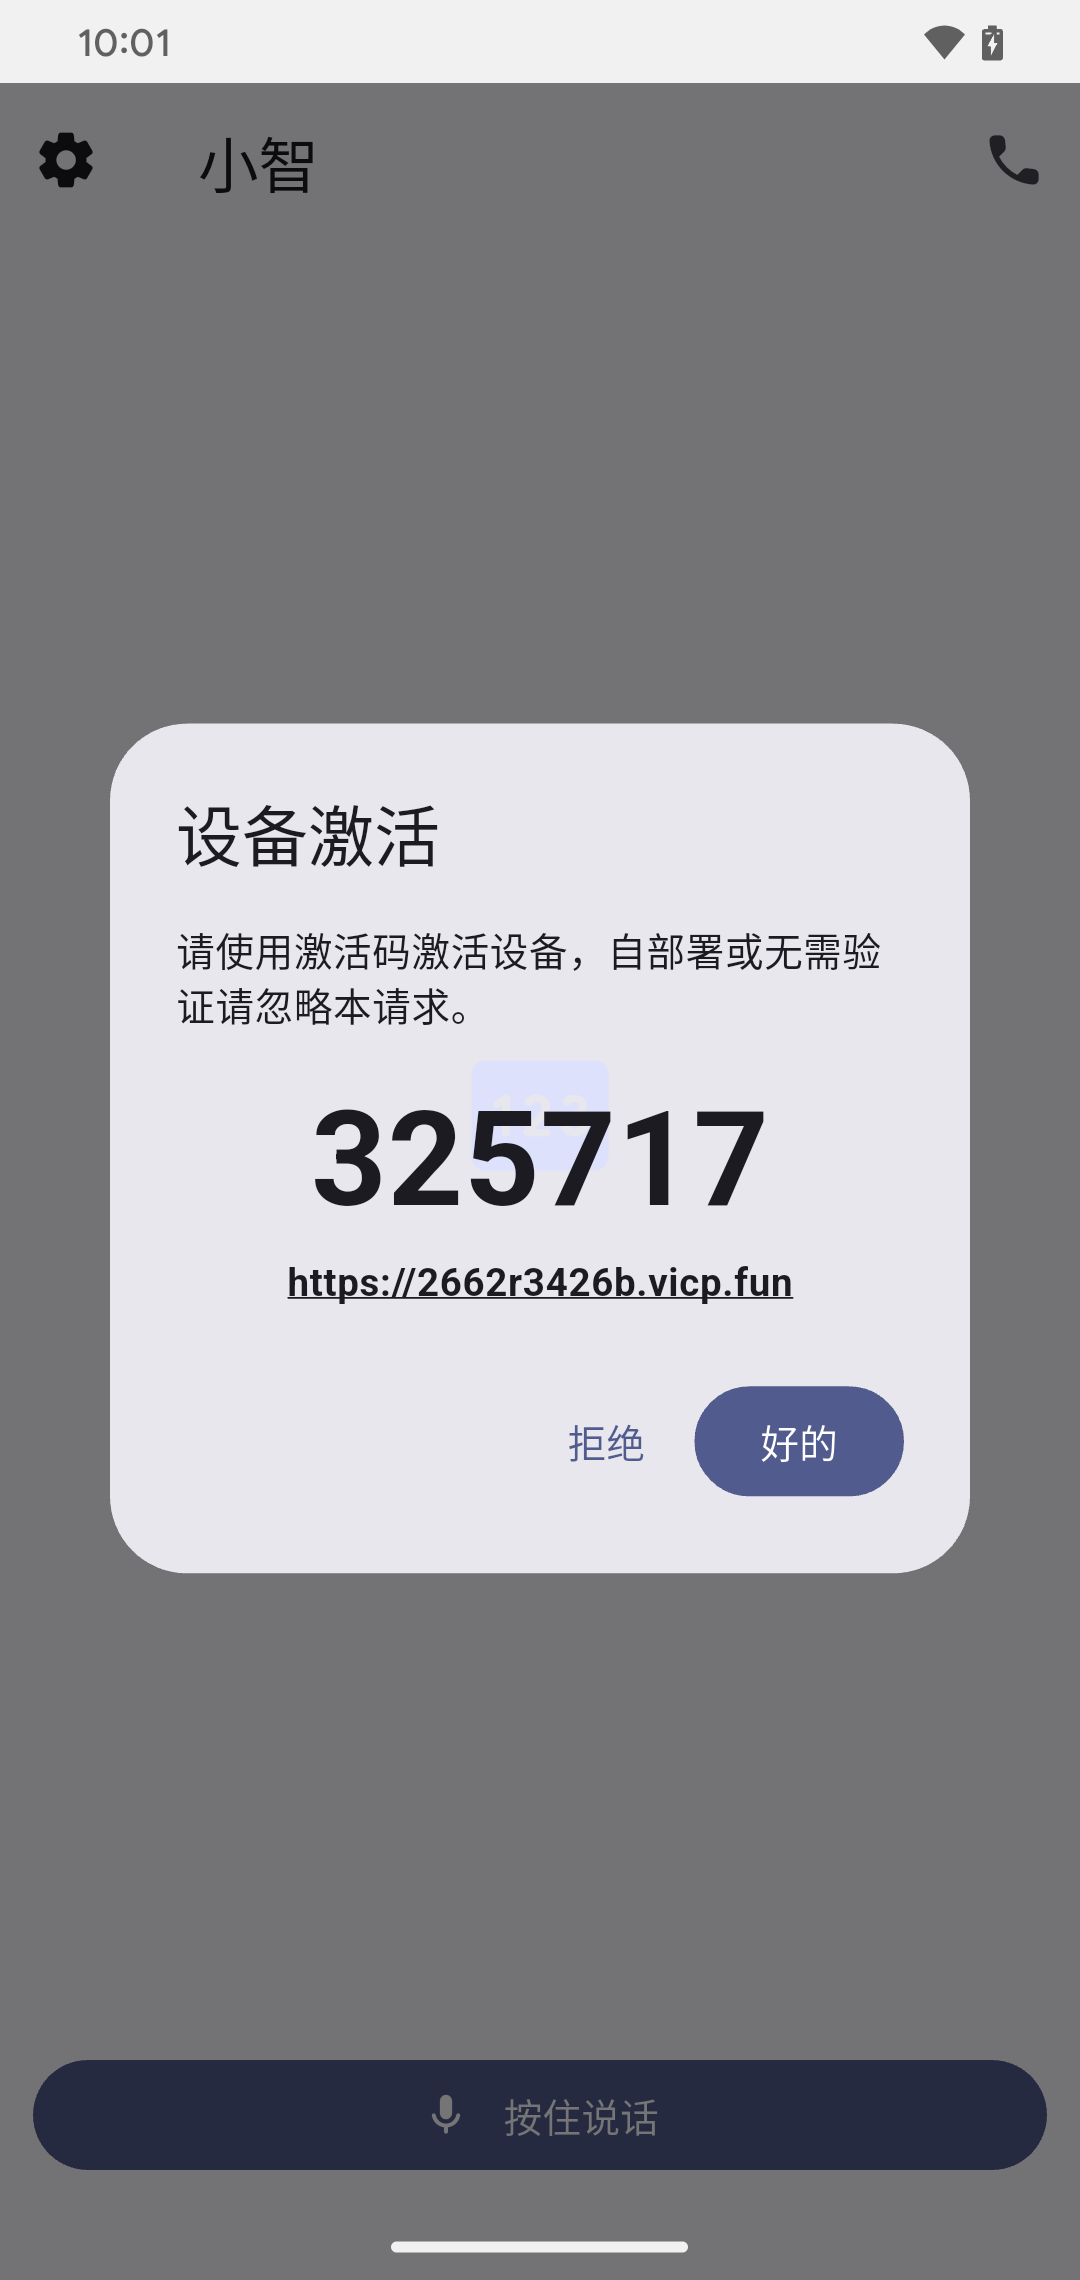 10:01
小智
设备激活
请使用激活码激活设备，自部署或无需验
证请忽略本请求。
123
325717
https://2662r3426b.vicp.fun
拒绝
好的
按住说话